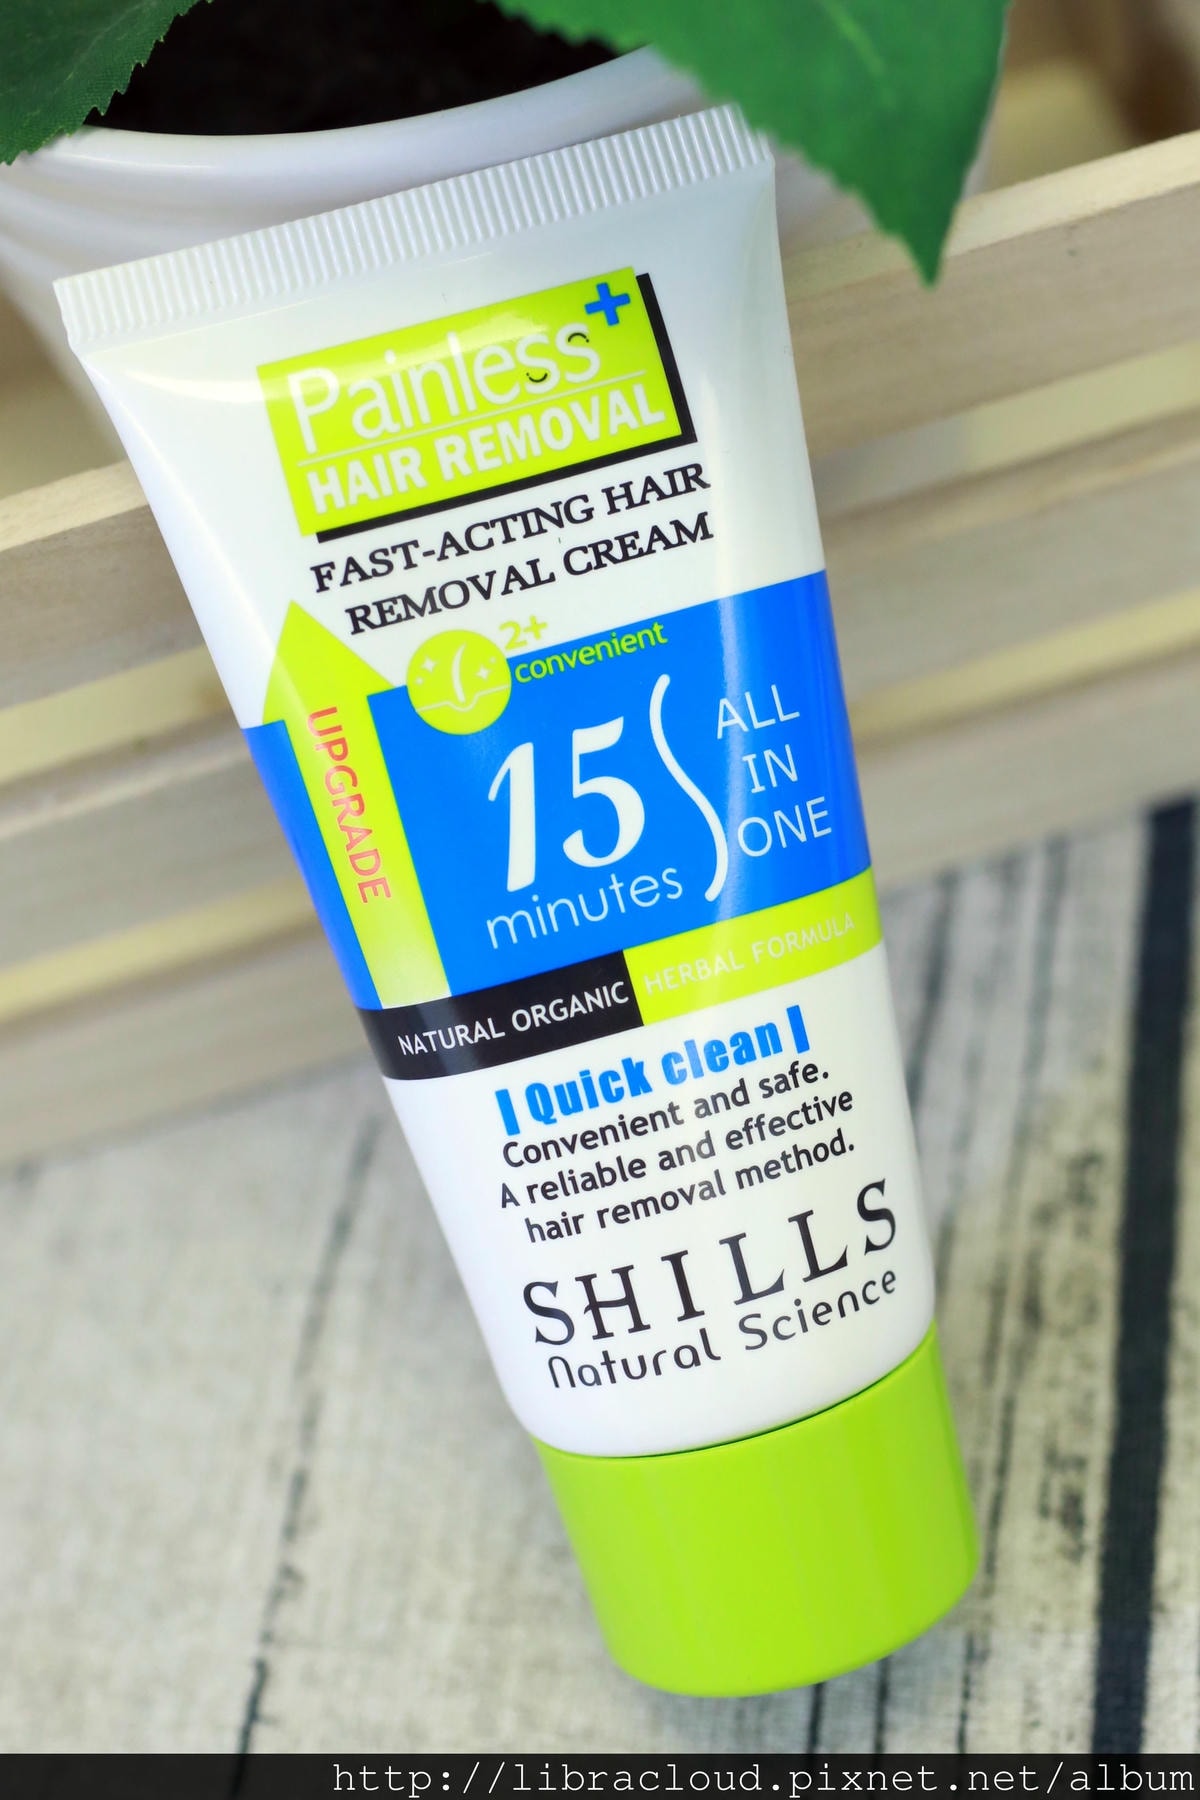 Painless+
HAIR REMOVAL
FAST-ACTING HAIR
REMOVAL CREAM
2+
convenient
UPGRADE
15
minutes
ALL
IN
ONE
NATURAL ORGANIC
HERBAL FORMULA
Quick clean
Convenient and safe.
A reliable and effective
hair removal method.
SHILLS
Natural Science
http://libracloud.pixnet.net/album